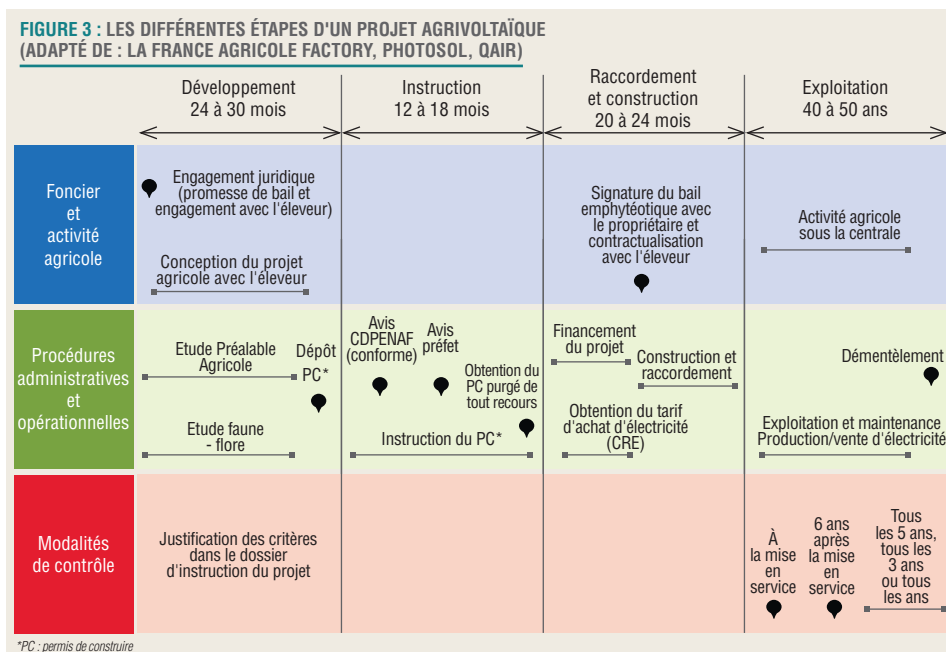 FIGURE 3 : LES DIFFÉRENTES ÉTAPES D'UN PROJET AGRIVOLTAÏQUE
(ADAPTÉ DE : LA FRANCE AGRICOLE FACTORY, PHOTOSOL, QAIR)
Développement
24 à 30 mois
Instruction
12 à 18 mois
Raccordement
et construction
20 à 24 mois
Exploitation
40 à 50 ans
Foncier
et
activité
agricole
Engagement juridique
(promesse de bail et
engagement avec l'éleveur)
Conception du projet
agricole avec l'éleveur
Signature du bail
emphytéotique avec
le propriétaire et
contractualisation
avec l'éleveur
Activité agricole
sous la centrale
Procédures
administratives
et
opérationnelles
Etude Préalable
Agricole
Dépôt
PC*
Etude faune
- flore
Avis
CDPENAF
(conforme)
Avis
préfet
Obtention du
PC purgé de
tout recours
Instruction du PC*
Financement
du projet
Construction et
raccordement
Obtention du tarif
d'achat d'électricité
(CRE)
Démentèlement
Exploitation et maintenance
Production/vente d'électricité
Modalités
de contrôle
Justification des critères
dans le dossier
d'instruction du projet
À
la mise
en
service
6 ans
après
la mise
en
service
Tous
les 5 ans,
tous les
3 ans
ou tous
les ans
*PC : permis de construire